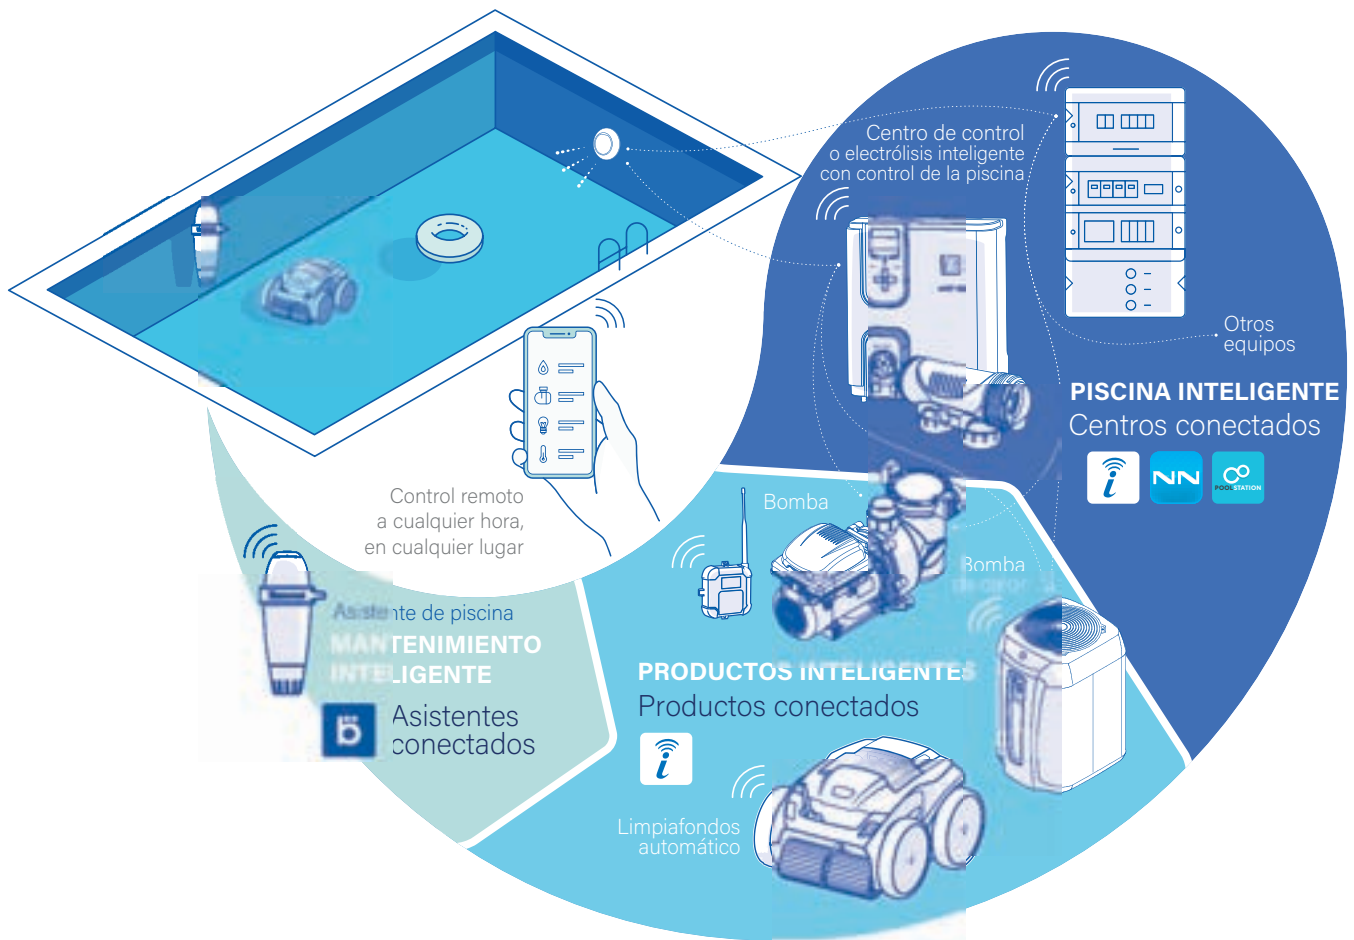 Centro de control
o electrólisis inteligente
con control de la piscina
Otros
equipos
PISCINA INTELIGENTE
Centros conectados
i
NN
POOLSTATION
Control remoto
a cualquier hora,
en cualquier lugar
Asistente de piscina
MANTENIMIENTO
INTELIGENTE
Asistentes
conectados
Bomba
Bomba
PRODUCTOS INTELIGENTES
Productos conectados
i
Limpiafondos
automático